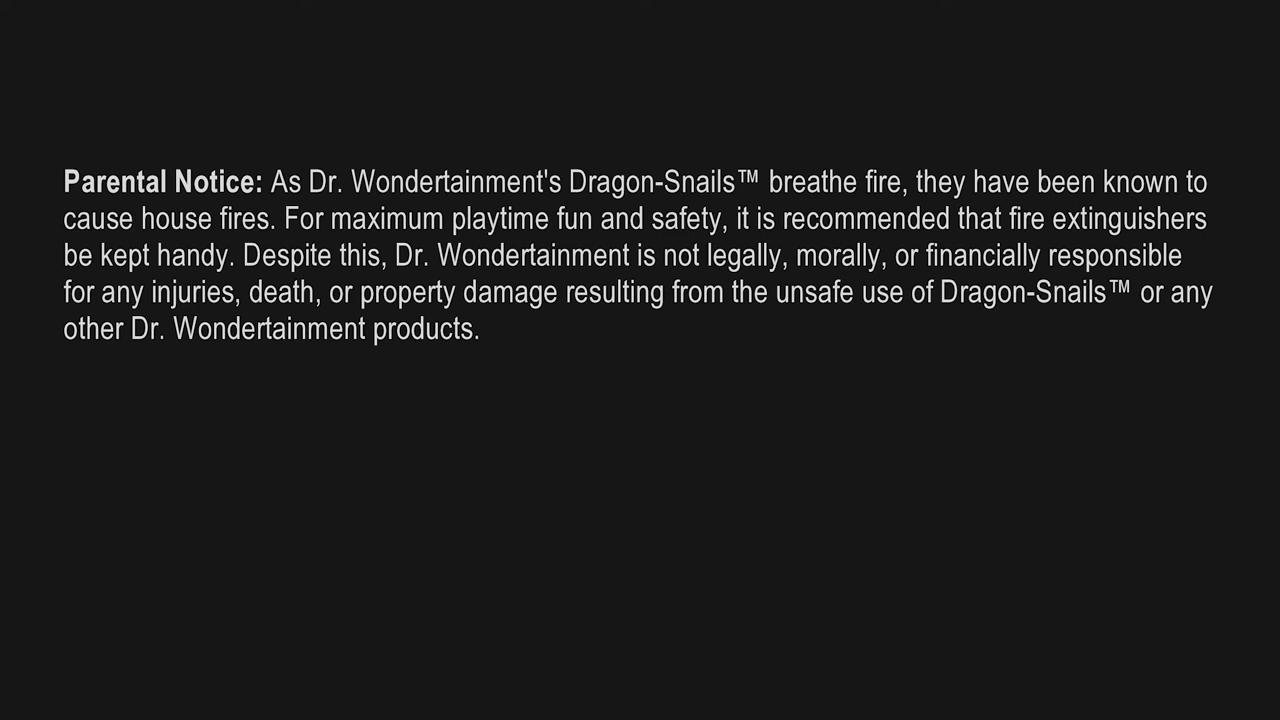 Parental Notice: As Dr. Wondertainment's Dragon-Snails™ breathe fire, they have been known to
cause house fires. For maximum playtime fun and safety, it is recommended that fire extinguishers
be kept handy. Despite this, Dr. Wondertainment is not legally, morally, or financially responsible
for any injuries, death, or property damage resulting from the unsafe use of Dragon-Snails™ or any
other Dr. Wondertainment products.